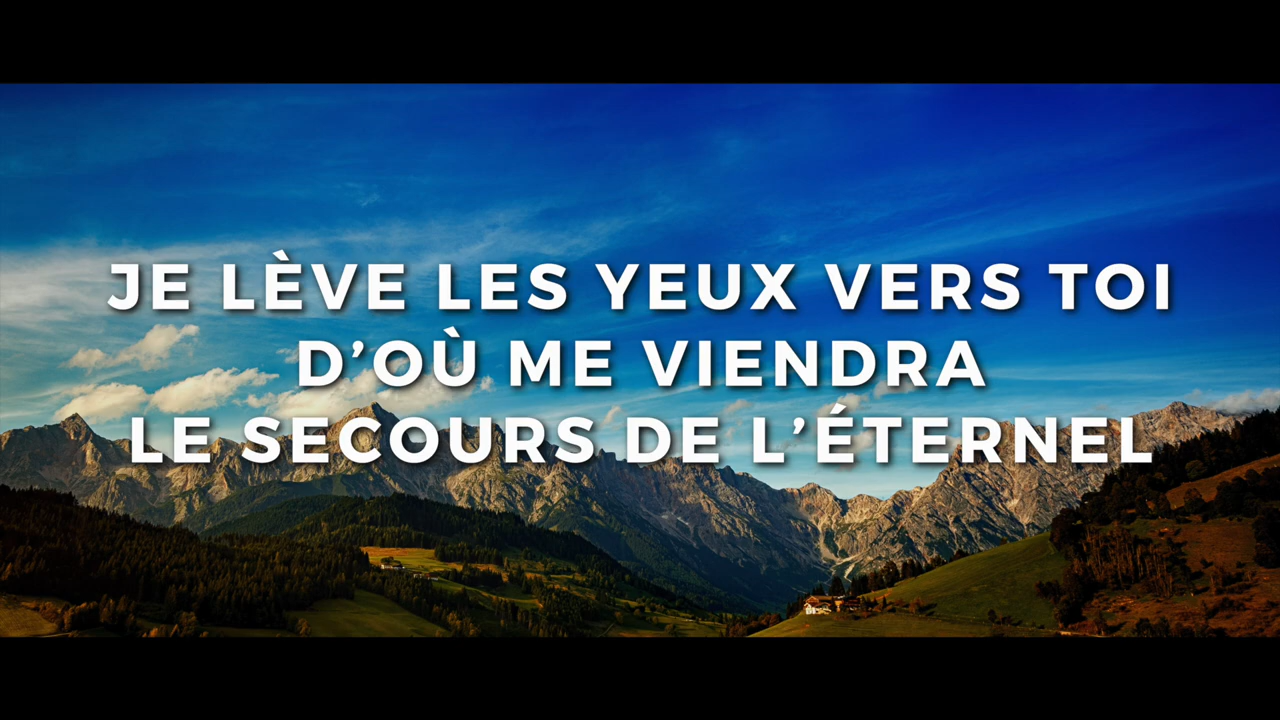 JE LÈVE LES YEUX VERS TOI
D’OÙ ME VIENDRA
LE SECOURS DE L’ÉTERNEL